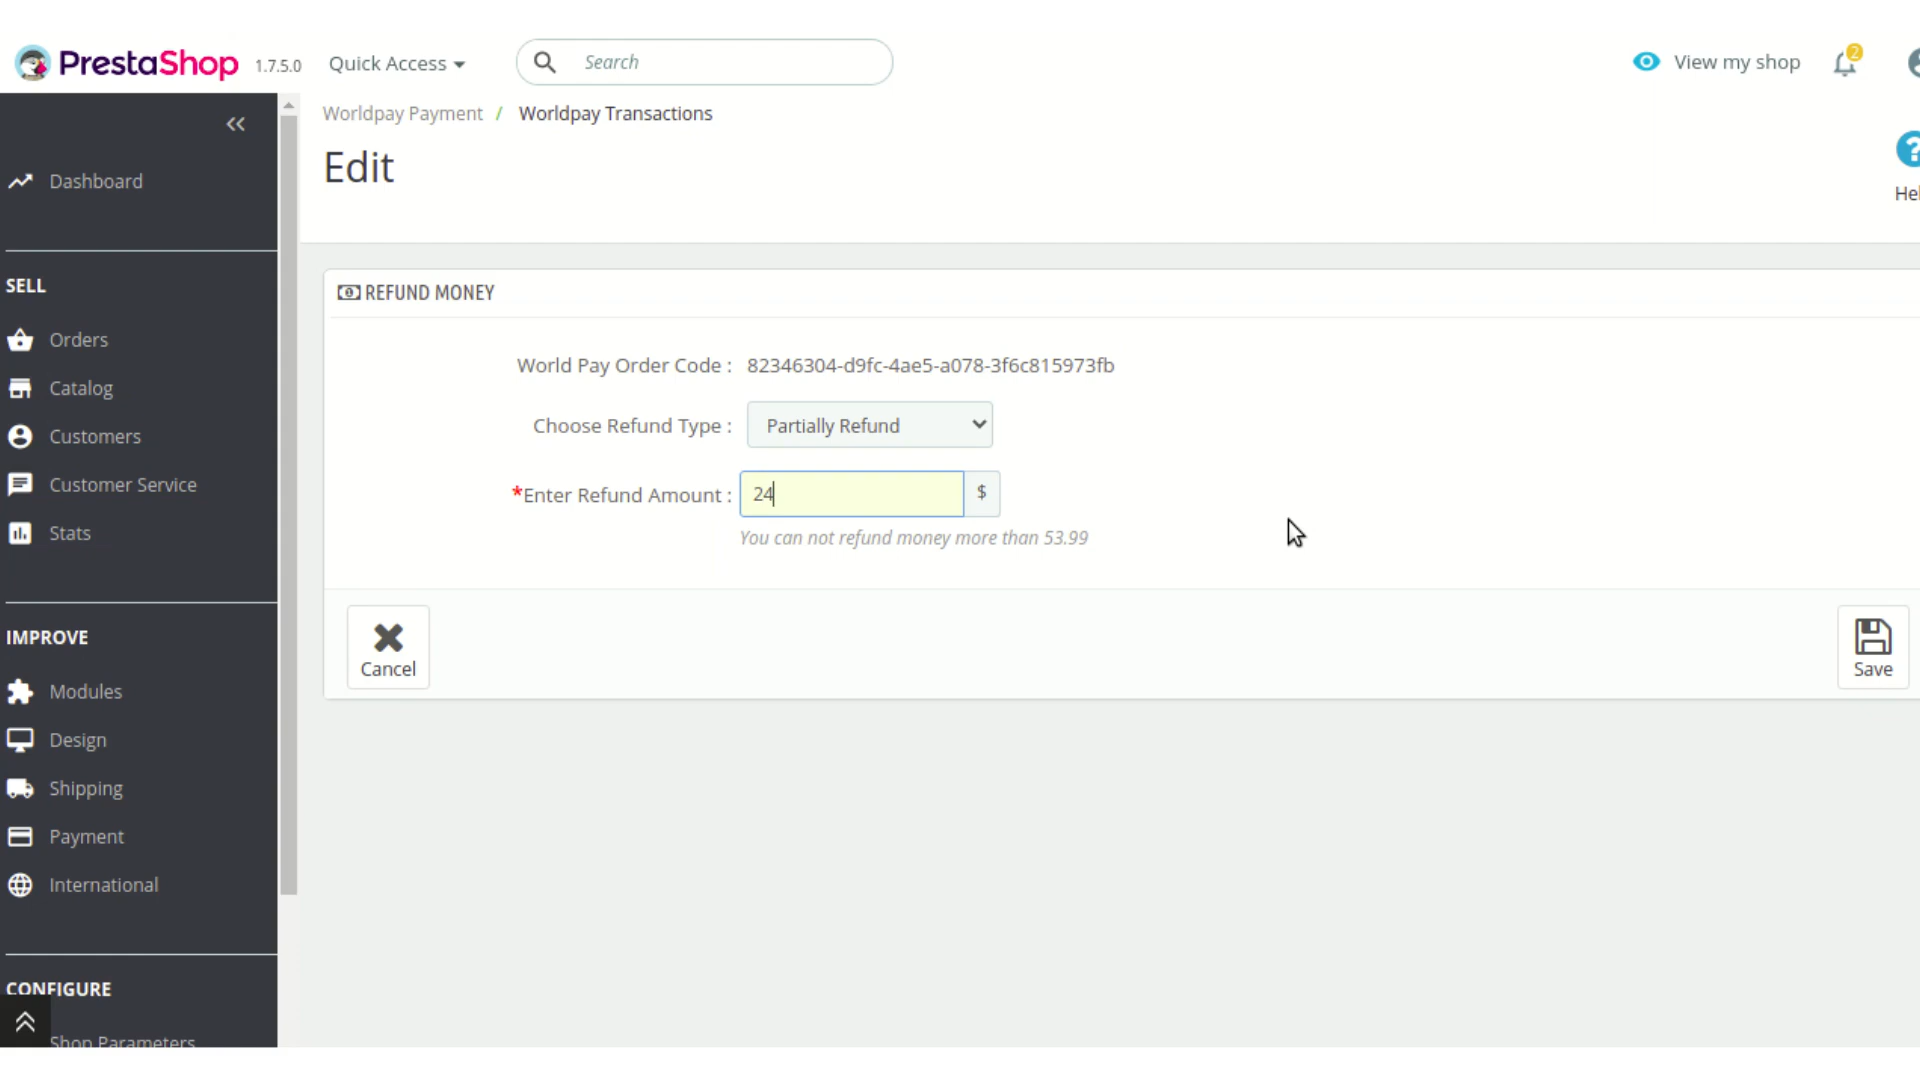 PrestaShop 1.7.5.0 Quick Access Search View my shop 2
Worldpay Payment / Worldpay Transactions
Edit
Hel
Dashboard
SELL
Orders
Catalog
Customers
Customer Service
Stats
IMPROVE
Modules
Design
Shipping
Payment
International
CONFIGURE
Shop Parameters
REFUND MONEY
World Pay Order Code : 82346304-d9fc-4ae5-a078-3f6c815973fb
Choose Refund Type : Partially Refund
*Enter Refund Amount : 24 $
You can not refund money more than 53.99
Cancel
Save